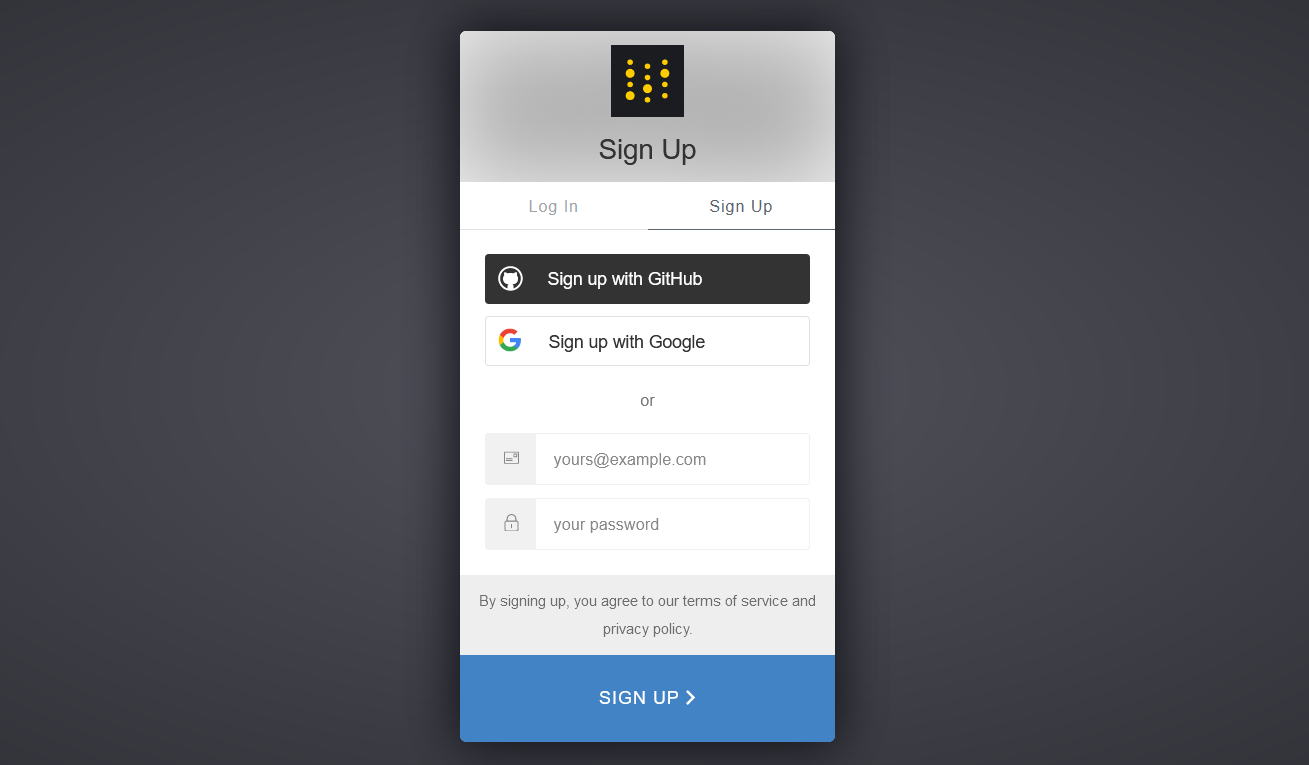 Sign Up
Log In
Sign Up
Sign up with GitHub
Sign up with Google
or
yours@example.com
your password
By signing up, you agree to our terms of service and
privacy policy.
SIGN UP